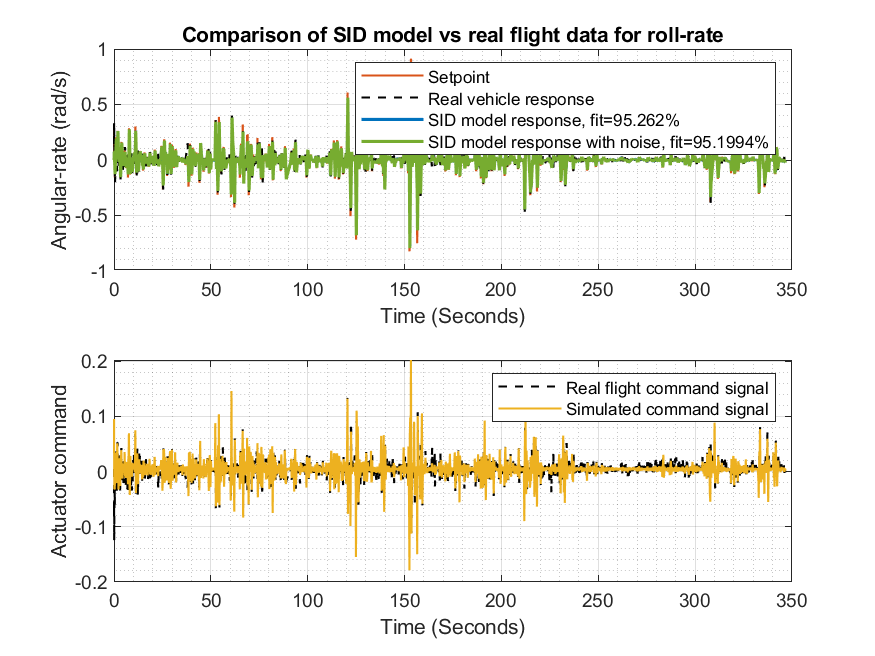 Comparison of SID model vs real flight data for roll-rate
1
0.5
0
-0.5
-1
Angular-rate (rad/s)
Setpoint
Real vehicle response
SID model response, fit=95.262%
SID model response with noise, fit=95.1994%
0 50 100 150 200 250 300 350
Time (Seconds)
0.2
0.1
0
-0.1
-0.2
Actuator command
Real flight command signal
Simulated command signal
0 50 100 150 200 250 300 350
Time (Seconds)